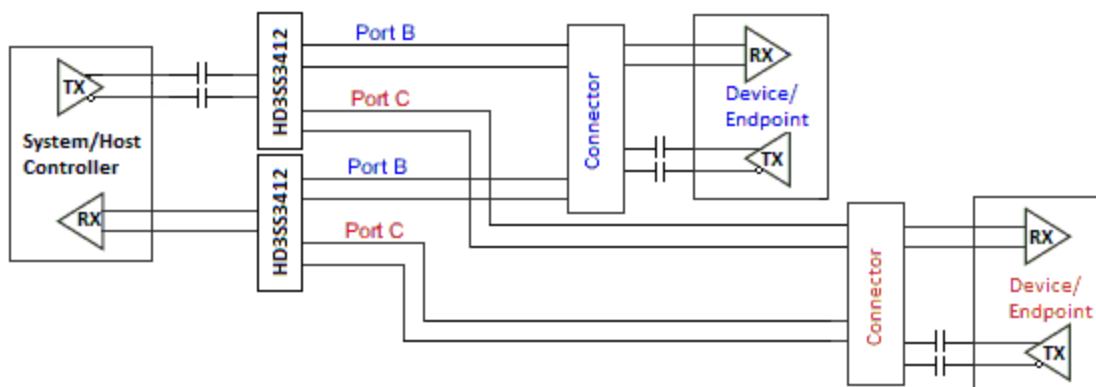 TX
System/Host
Controller
RX
HD3SS3412
HD3SS3412
Port B
Port C
Port B
Port C
Connector
RX
Device/
Endpoint
TX
Connector
RX
Device/
Endpoint
TX